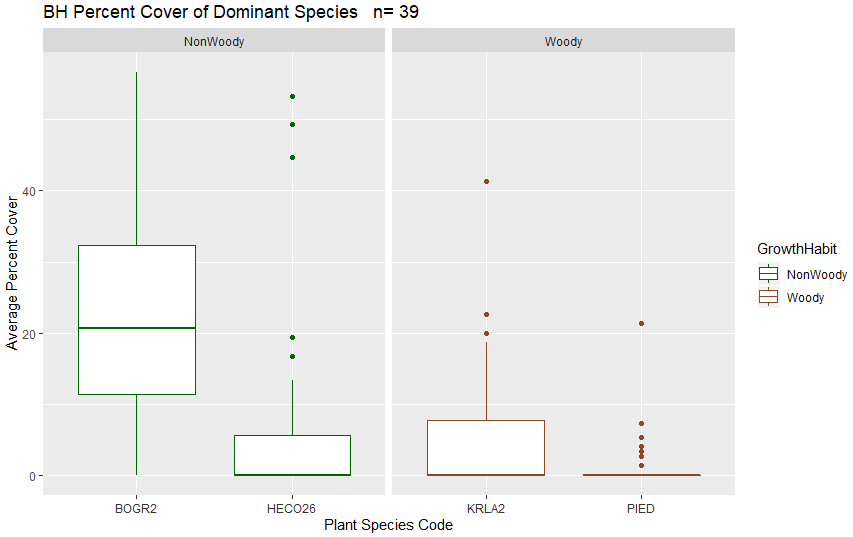 BH Percent Cover of Dominant Species   n= 39
NonWoody
Woody
Average Percent Cover
40
20
0
BOGR2
HECO26
KRLA2
PIED
Plant Species Code
GrowthHabit
NonWoody
Woody